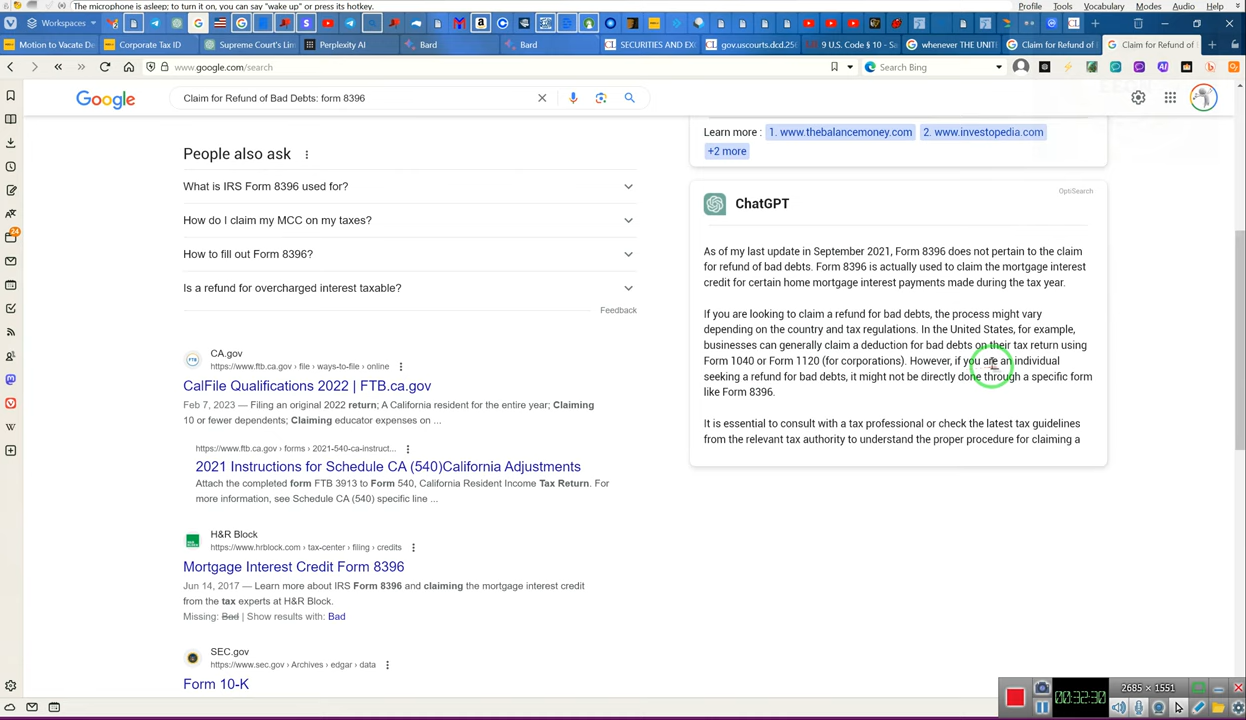 The microphone is asleep; to turn it on, you can say "wake up" or press its hotkey.
Profile Tools Vocabulary Modes Audio Help
Workspaces
Motion to Vacate De
Corporate Tax ID
Supreme Court's Lin
Perplexity AI
Bard
Bard
SECURITIES AND EX
gov.uscourts.dcd.256
9 U.S. Code § 10 - S
whenever THE UNIT
Claim for Refund of
Claim for Refund of
www.google.com/search
Search Bing
Google
Claim for Refund of Bad Debts: form 8396
Learn more : 1. www.thebalancemoney.com 2. www.investopedia.com
+2 more
People also ask
What is IRS Form 8396 used for?
How do I claim my MCC on my taxes?
How to fill out Form 8396?
Is a refund for overcharged interest taxable?
Feedback
CA.gov
https://www.ftb.ca.gov › file › ways-to-file › online
CalFile Qualifications 2022 | FTB.ca.gov
Feb 7, 2023 — Filing an original 2022 return; A California resident for the entire year; Claiming
10 or fewer dependents; Claiming educator expenses on ...
https://www.ftb.ca.gov › forms › 2021-540-ca-instruct...
2021 Instructions for Schedule CA (540)California Adjustments
Attach the completed form FTB 3913 to Form 540, California Resident Income Tax Return. For
more information, see Schedule CA (540) specific line ...
H&R Block
https://www.hrblock.com › tax-center › filing › credits
Mortgage Interest Credit Form 8396
Jun 14, 2017 — Learn more about IRS Form 8396 and claiming the mortgage interest credit
from the tax experts at H&R Block.
Missing: Bad | Show results with: Bad
SEC.gov
https://www.sec.gov › Archives › edgar › data
Form 10-K
OptiSearch
ChatGPT
As of my last update in September 2021, Form 8396 does not pertain to the claim
for refund of bad debts. Form 8396 is actually used to claim the mortgage interest
credit for certain home mortgage interest payments made during the tax year.
If you are looking to claim a refund for bad debts, the process might vary
depending on the country and tax regulations. In the United States, for example,
businesses can generally claim a deduction for bad debts on their tax return using
Form 1040 or Form 1120 (for corporations). However, if you are an individual
seeking a refund for bad debts, it might not be directly done through a specific form
like Form 8396.
It is essential to consult with a tax professional or check the latest tax guidelines
from the relevant tax authority to understand the proper procedure for claiming a
24
2685 × 1551
00:32:30